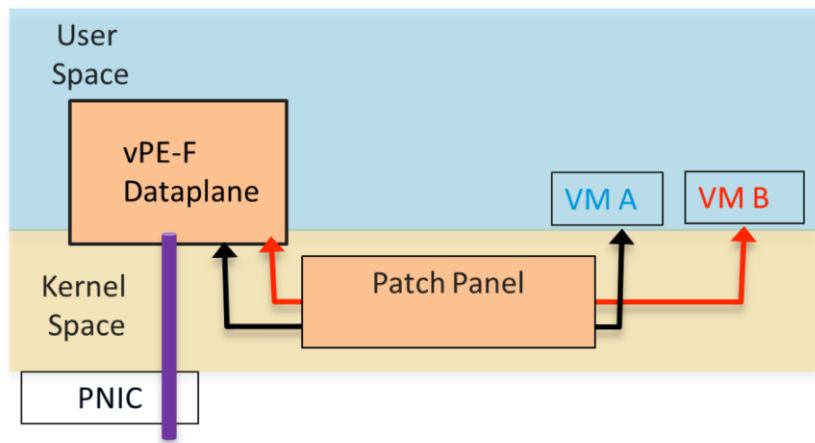 User
Space
vPE-F
Dataplane
VM A
VM B
Kernel
Space
Patch Panel
PNIC